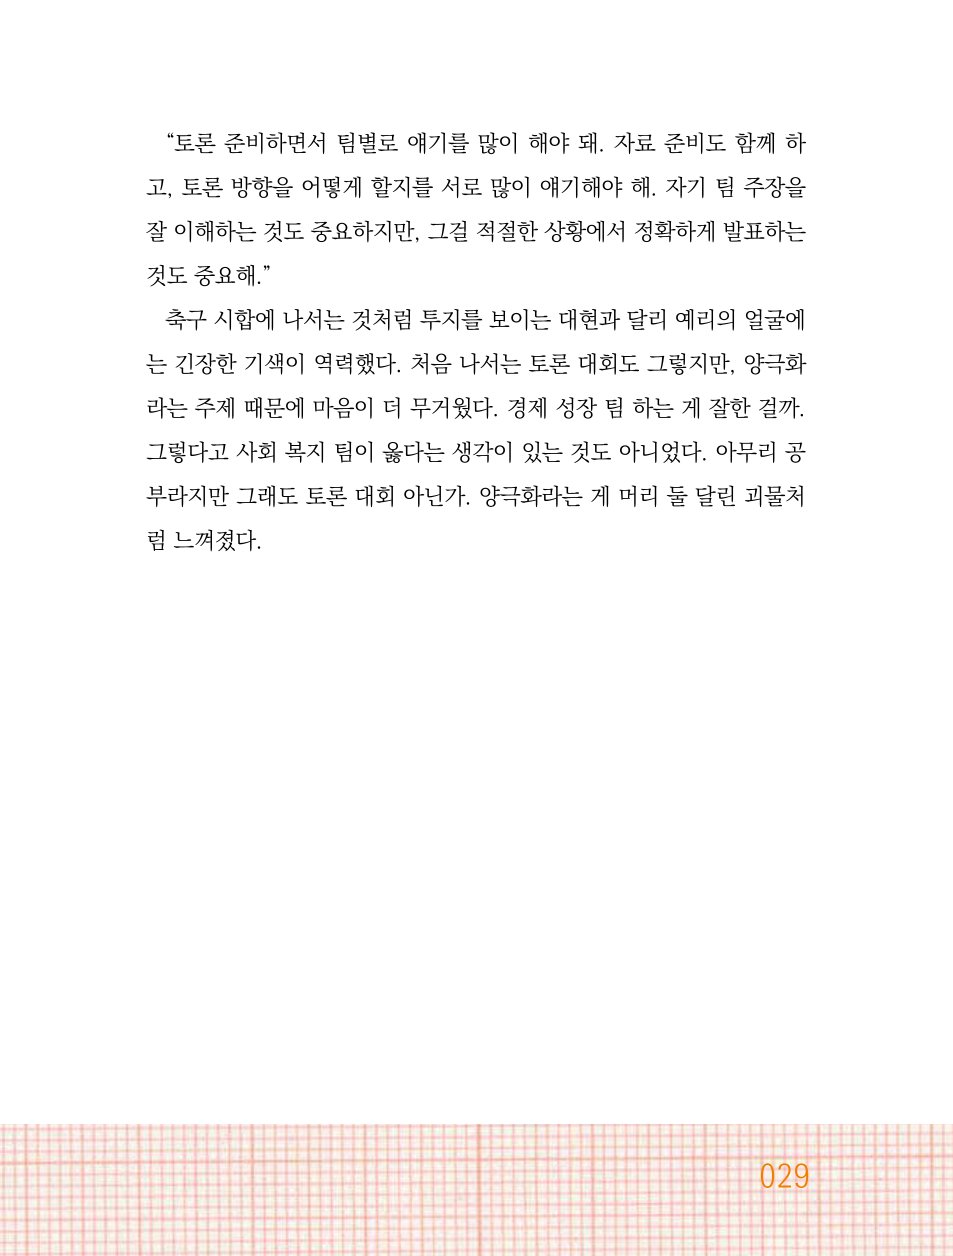 “토론 준비하면서 팀별로 얘기를 많이 해야 돼. 자료 준비도 함께 하
고, 토론 방향을 어떻게 할지를 서로 많이 얘기해야 해. 자기 팀 주장을
잘 이해하는 것도 중요하지만, 그걸 적절한 상황에서 정확하게 발표하는
것도 중요해.”
축구 시합에 나서는 것처럼 투지를 보이는 대현과 달리 예리의 얼굴에
는 긴장한 기색이 역력했다. 처음 나서는 토론 대회도 그렇지만, 양극화
라는 주제 때문에 마음이 더 무거웠다. 경제 성장 팀 하는 게 잘한 걸까.
그렇다고 사회 복지 팀이 옳다는 생각이 있는 것도 아니었다. 아무리 공
부라지만 그래도 토론 대회 아닌가. 양극화라는 게 머리 둘 달린 괴물처
럼 느껴졌다.
029